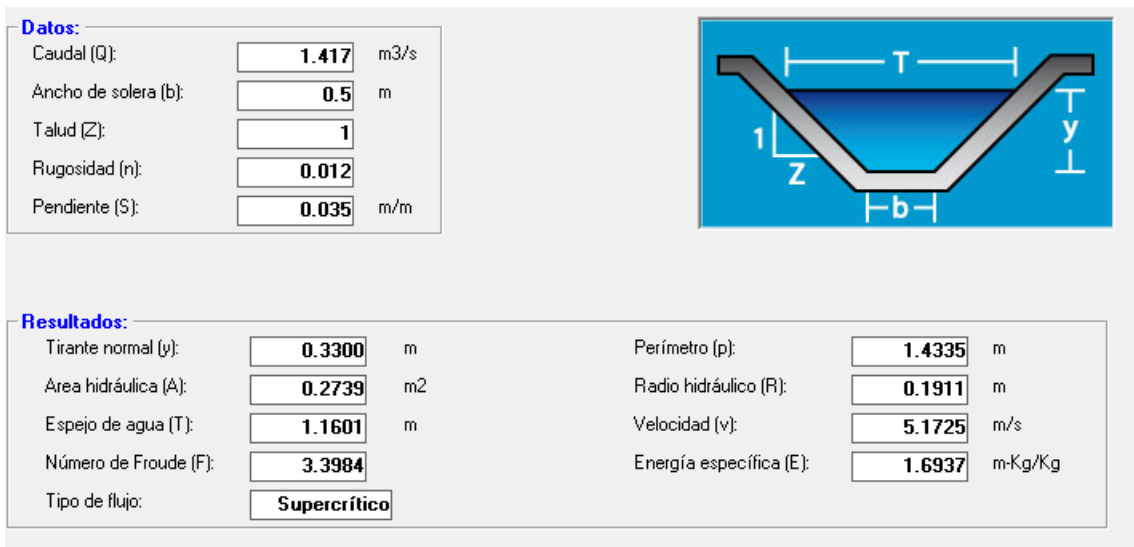 Datos:
Caudal (Q): 1.417 m3/s
Ancho de solera (b): 0.5 m
Talud (Z): 1
Rugosidad (n): 0.012
Pendiente (S): 0.035 m/m
T
1
Z
b
y
Resultados:
Tirante normal (y): 0.3300 m
Area hidráulica (A): 0.2739 m2
Espejo de agua (T): 1.1601 m
Número de Froude (F): 3.3984
Tipo de flujo: Supercrítico
Perímetro (p): 1.4335 m
Radio hidráulico (R): 0.1911 m
Velocidad (v): 5.1725 m/s
Energía específica (E): 1.6937 m-Kg/Kg